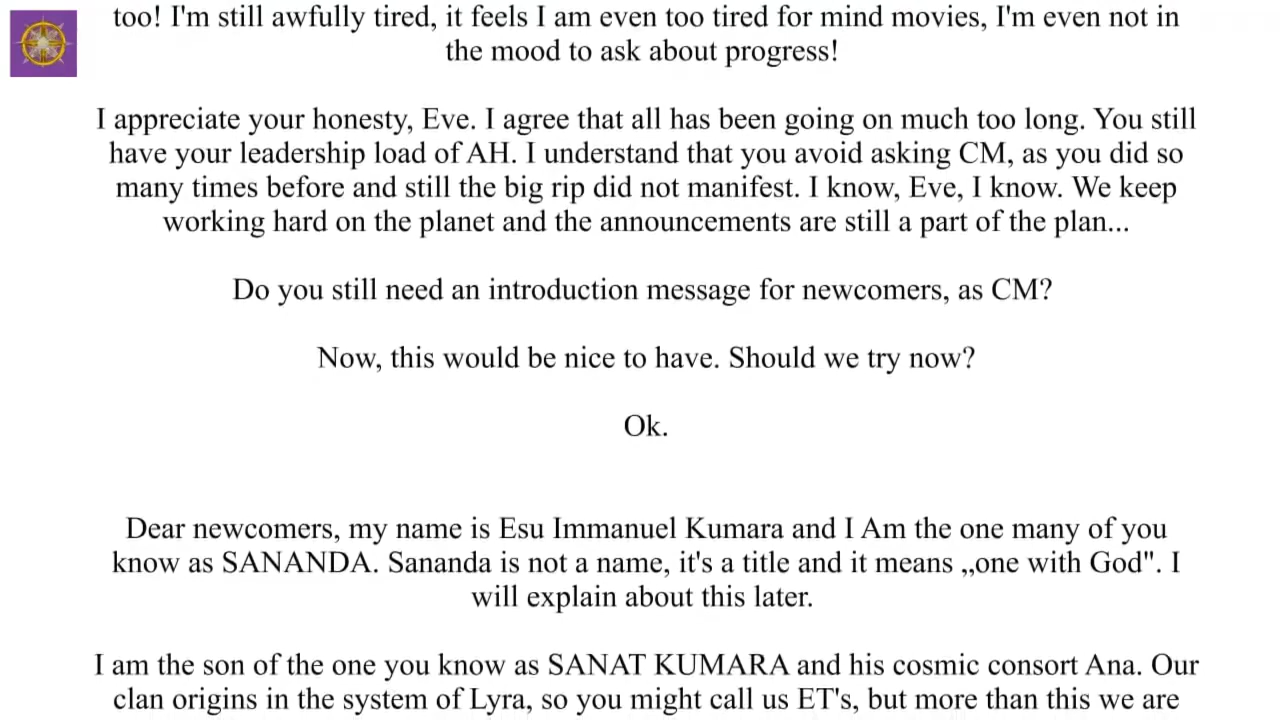 too! I'm still awfully tired, it feels I am even too tired for mind movies, I'm even not in
the mood to ask about progress!
I appreciate your honesty, Eve. I agree that all has been going on much too long. You still
have your leadership load of AH. I understand that you avoid asking CM, as you did so
many times before and still the big rip did not manifest. I know, Eve, I know. We keep
working hard on the planet and the announcements are still a part of the plan...
Do you still need an introduction message for newcomers, as CM?
Now, this would be nice to have. Should we try now?
Ok.
Dear newcomers, my name is Esu Immanuel Kumara and I Am the one many of you
know as SANANDA. Sananda is not a name, it's a title and it means „one with God". I
will explain about this later.
I am the son of the one you know as SANAT KUMARA and his cosmic consort Ana. Our
clan origins in the system of Lyra, so you might call us ET's, but more than this we are